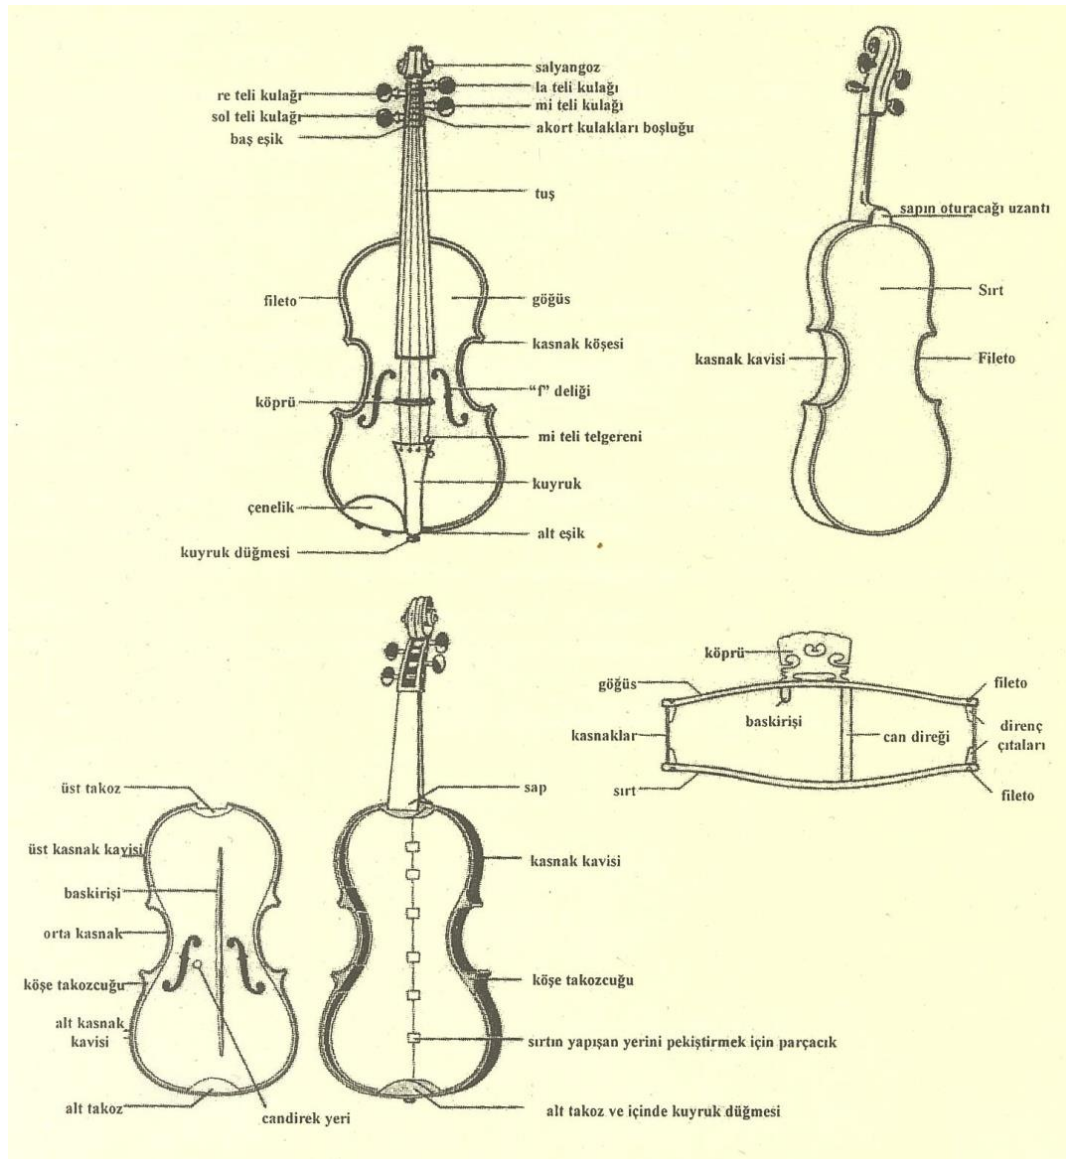 salyangoz
la teli kulağı
re teli kulağı
mi teli kulağı
sol teli kulağı
akort kulakları boşluğu
baş eşik
tuş
fileto
göğüs
kasnak köşesi
"f" deliği
köprü
mi teli telgereni
kuyruk
çenelik
alt eşik
kuyruk düğmesi
sapın oturacağı uzantı
Sırt
kasnak kavisi
Fileto
üst takoz
üst kasnak kavisi
baskirişi
orta kasnak
köşe takozcuğu
alt kasnak
kavisi
alt takoz
candirek yeri
sap
kasnak kavisi
köşe takozcuğu
sırtın yapışan yerini pekiştirmek için parçacık
alt takoz ve içinde kuyruk düğmesi
köprü
göğüs
fileto
baskirişi
kasnaklar
can direği
direnç
çıtaları
sırt
fileto